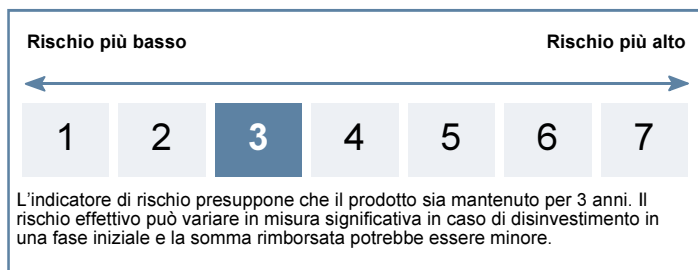 Rischio più basso Rischio più alto
1 2 3 4 5 6 7
L'indicatore di rischio presuppone che il prodotto sia mantenuto per 3 anni. Il
rischio effettivo può variare in misura significativa in caso di disinvestimento in
una fase iniziale e la somma rimborsata potrebbe essere minore.